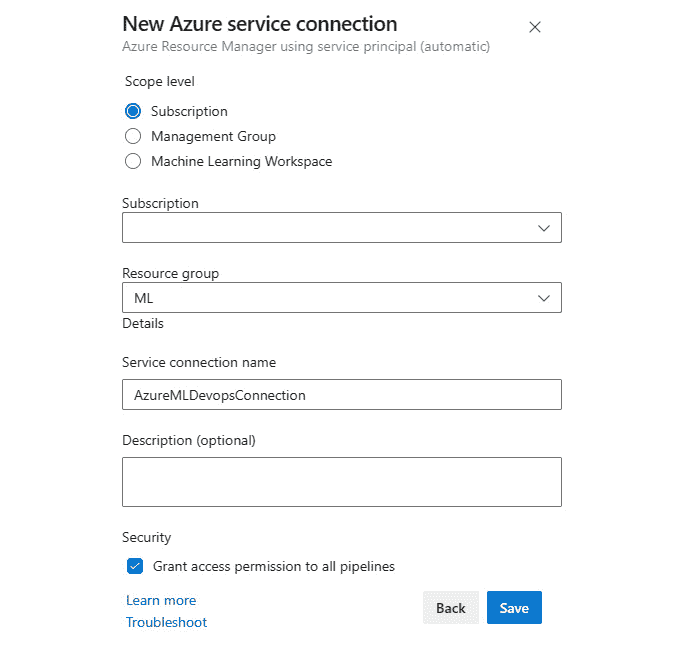 New Azure service connection
Azure Resource Manager using service principal (automatic)
Scope level
Subscription
Management Group
Machine Learning Workspace
Subscription
Resource group
ML
Details
Service connection name
AzureMLDevopsConnection
Description (optional)
Security
Grant access permission to all pipelines
Learn more
Troubleshoot
Back
Save